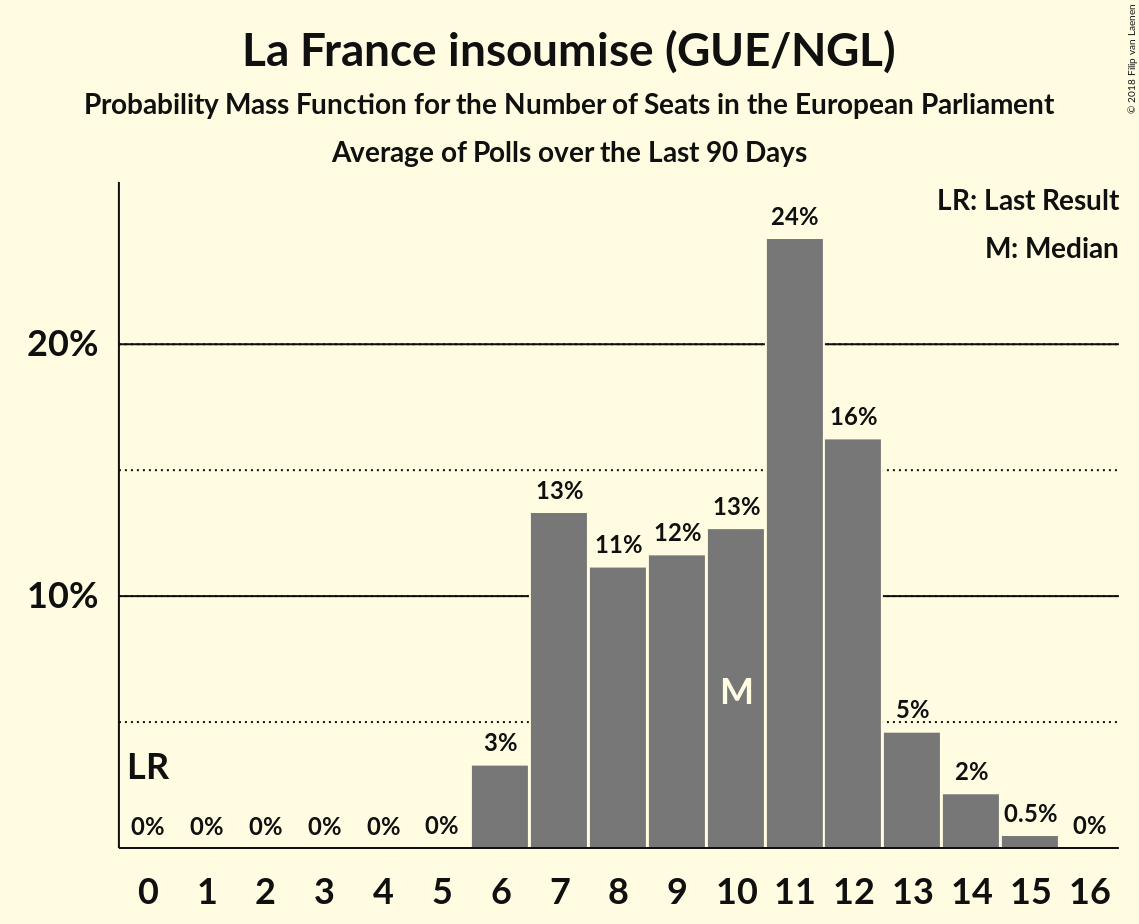 La France insoumise (GUE/NGL)
Probability Mass Function for the Number of Seats in the European Parliament
Average of Polls over the Last 90 Days
© 2018 Filip van Laenen
LR: Last Result
M: Median
20%
10%
24%
16%
13%
11%
12%
13%
M
5%
3%
2%
LR
0.5%
0% 0% 0% 0% 0% 0% 0%
0 1 2 3 4 5 6 7 8 9 10 11 12 13 14 15 16